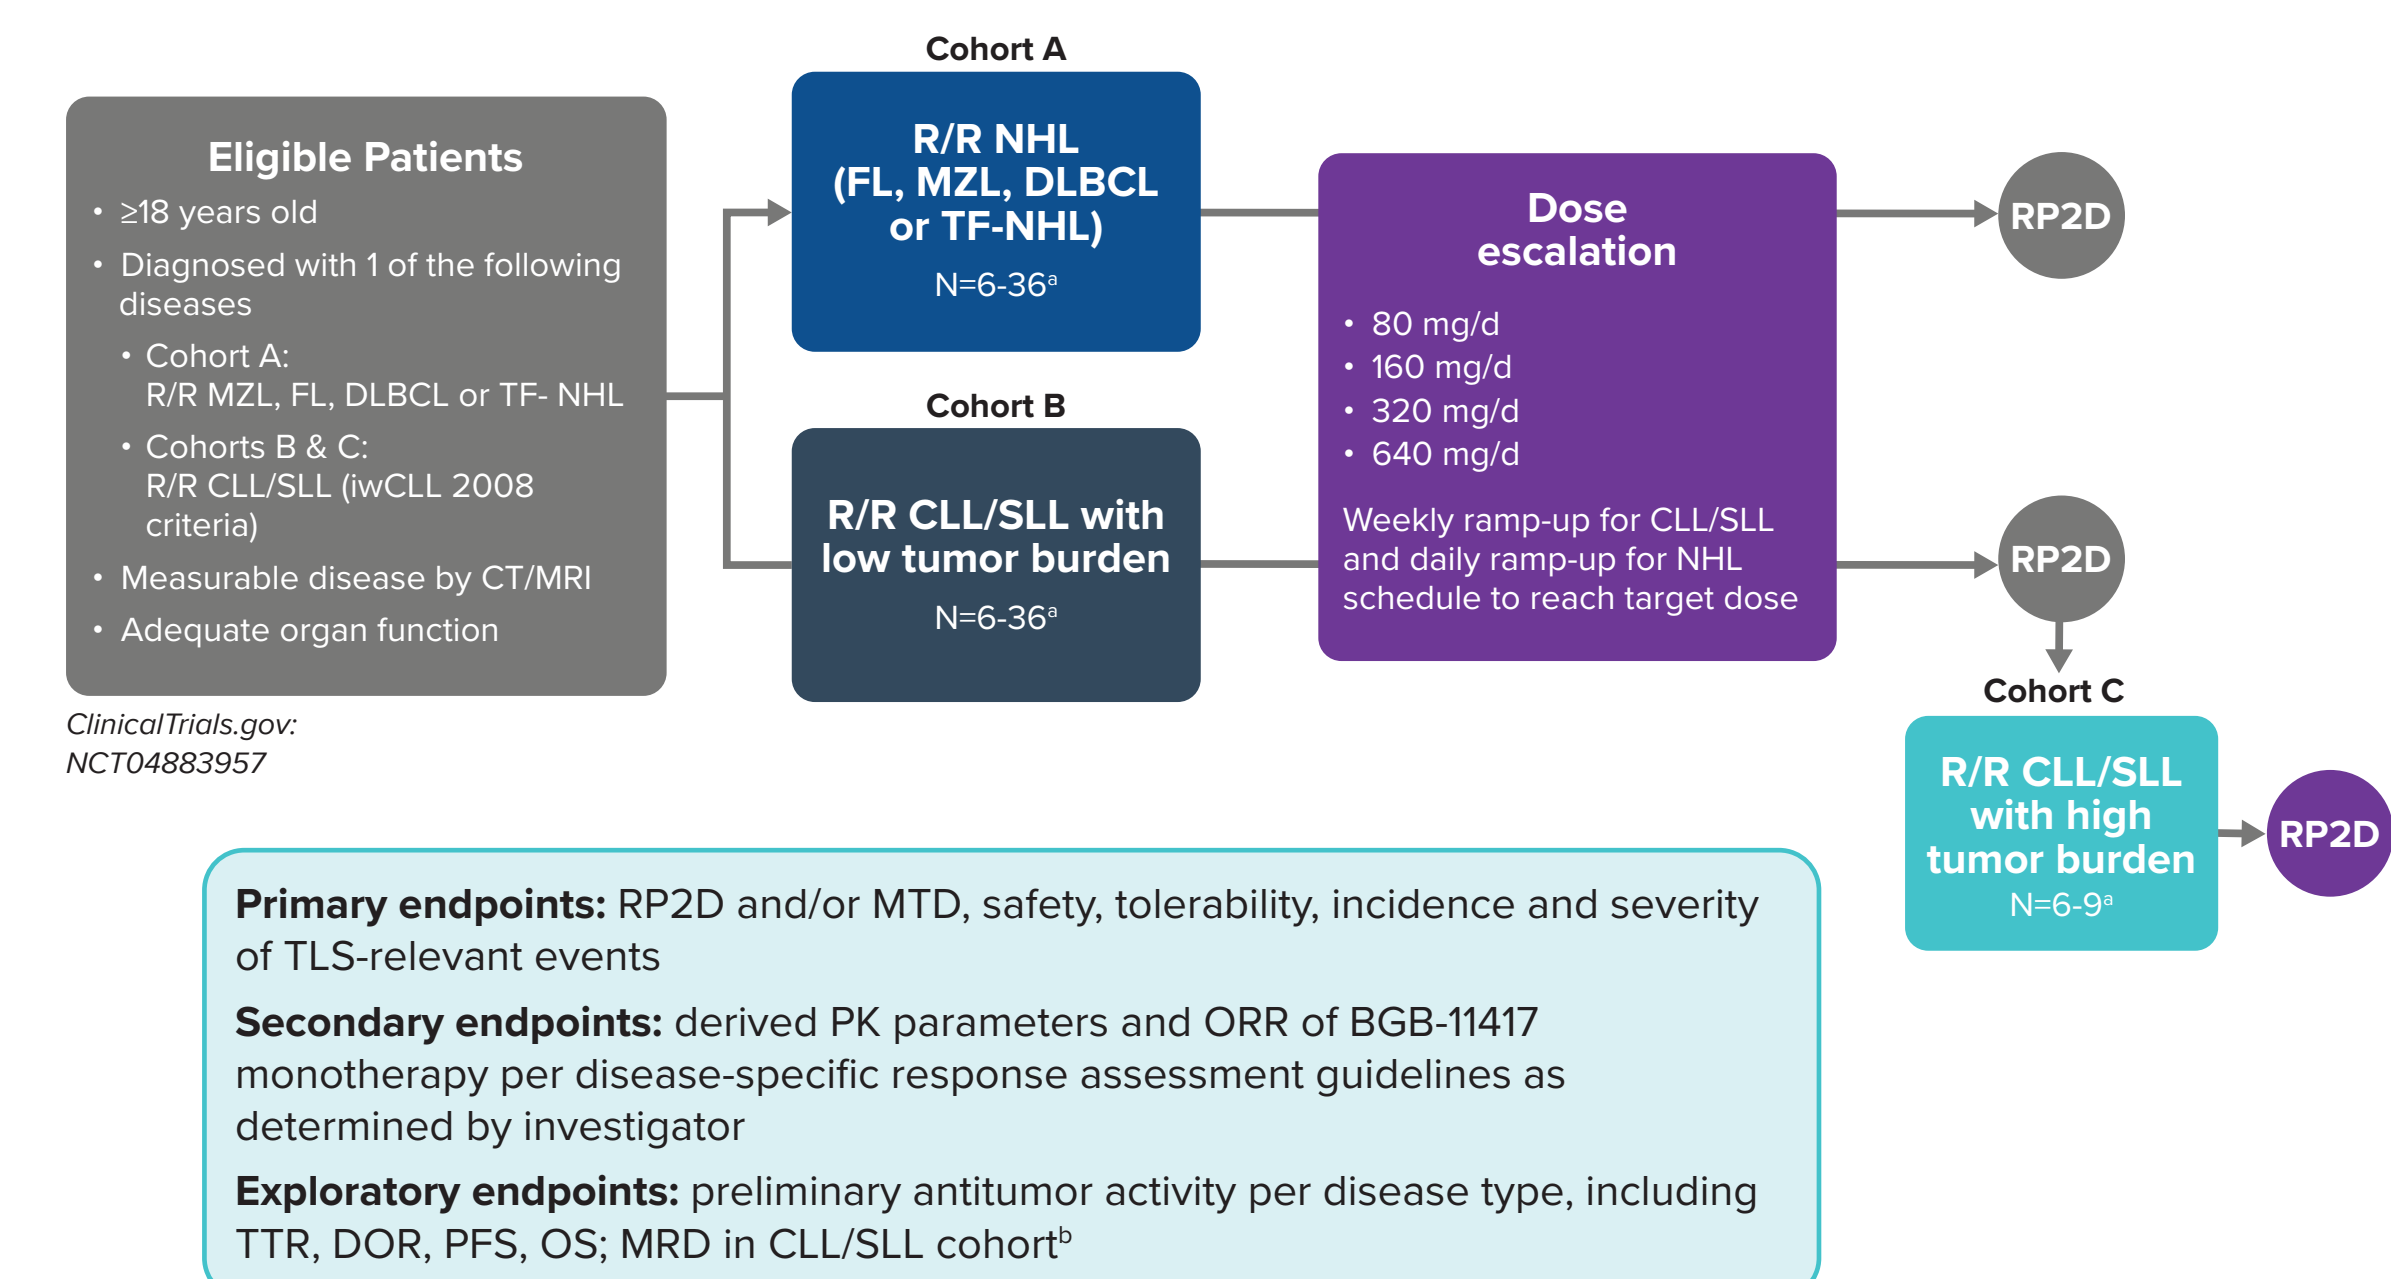 Eligible Patients
• ≥18 years old
• Diagnosed with 1 of the following
diseases
• Cohort A:
R/R MZL, FL, DLBCL or TF- NHL
• Cohorts B & C:
R/R CLL/SLL (iwCLL 2008
criteria)
• Measurable disease by CT/MRI
• Adequate organ function
ClinicalTrials.gov:
NCT04883957
Cohort A
R/R NHL
(FL, MZL, DLBCL
or TF-NHL)
N=6-36ᵃ
Cohort B
R/R CLL/SLL with
low tumor burden
N=6-36ᵃ
Dose
escalation
• 80 mg/d
• 160 mg/d
• 320 mg/d
• 640 mg/d
Weekly ramp-up for CLL/SLL
and daily ramp-up for NHL
schedule to reach target dose
RP2D
RP2D
Cohort C
R/R CLL/SLL
with high
tumor burden
N=6-9ᵃ
RP2D
Primary endpoints: RP2D and/or MTD, safety, tolerability, incidence and severity
of TLS-relevant events
Secondary endpoints: derived PK parameters and ORR of BGB-11417
monotherapy per disease-specific response assessment guidelines as
determined by investigator
Exploratory endpoints: preliminary antitumor activity per disease type, including
TTR, DOR, PFS, OS; MRD in CLL/SLL cohortᵇ